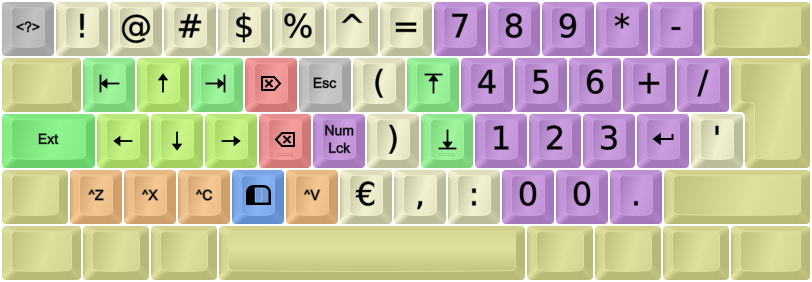 <?> ! @ # $ % ^ = 7 8 9 * -
⇤ ↑ ⇥ ⌦ Esc ( ⤒ 4 5 6 + /
Ext ← ↓ → ⌫ Num Lck ) ⤓ 1 2 3 ↵ '
^Z ^X ^C ^V € , : 0 0 .